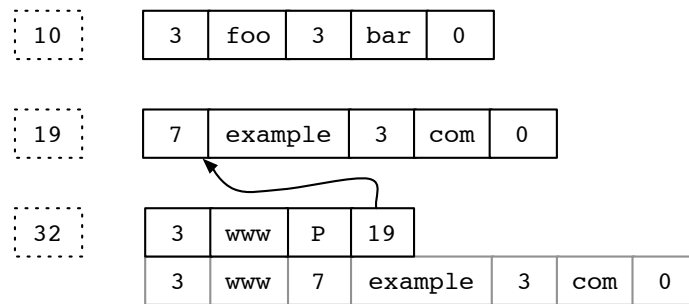 10 3 foo 3 bar 0
19 7 example 3 com 0
32 3 www P 19
3 www 7 example 3 com 0